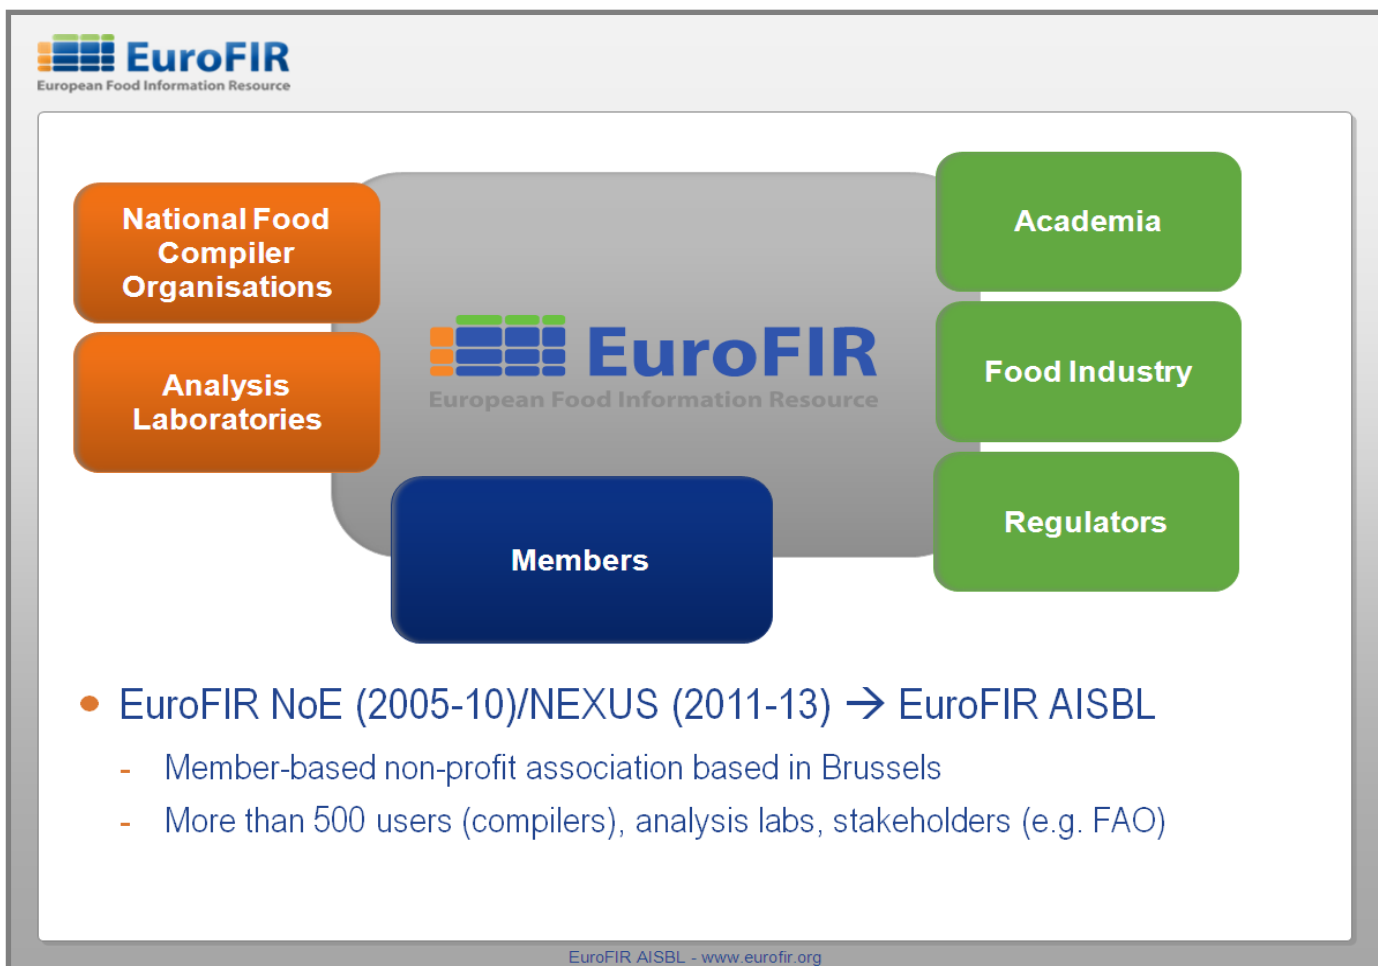 EuroFIR
European Food Information Resource
National Food
Compiler
Organisations
Analysis
Laboratories
EuroFIR
European Food Information Resource
Members
Academia
Food Industry
Regulators
• EuroFIR NoE (2005-10)/NEXUS (2011-13) → EuroFIR AISBL
- Member-based non-profit association based in Brussels
- More than 500 users (compilers), analysis labs, stakeholders (e.g. FAO)
EuroFIR AISBL - www.eurofir.org